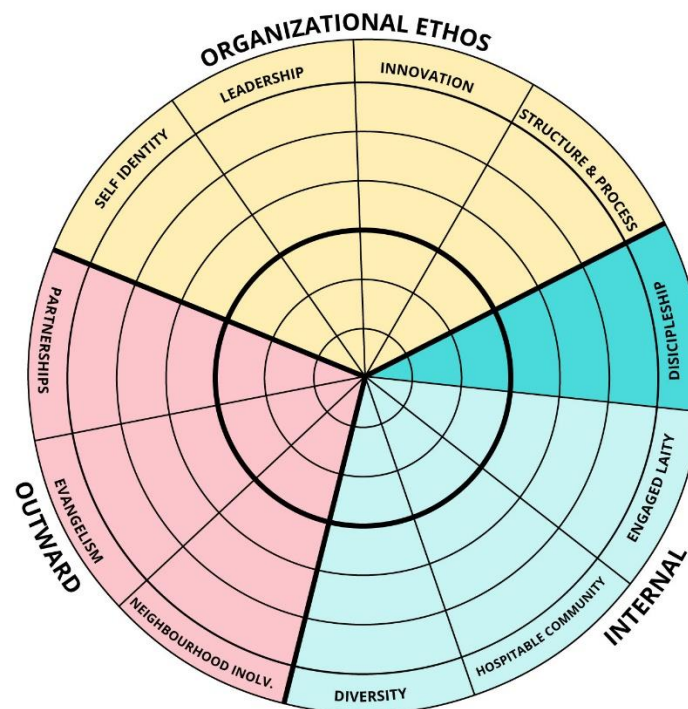 ORGANIZATIONAL ETHOS
SELF IDENTITY
LEADERSHIP
INNOVATION
STRUCTURE & PROCESS
DISICIPLESHIP
ENGAGED LAITY
HOSPITABLE COMMUNITY
INTERNAL
DIVERSITY
NEIGHBOURHOOD INOLV.
EVANGELISM
PARTNERSHIPS
OUTWARD